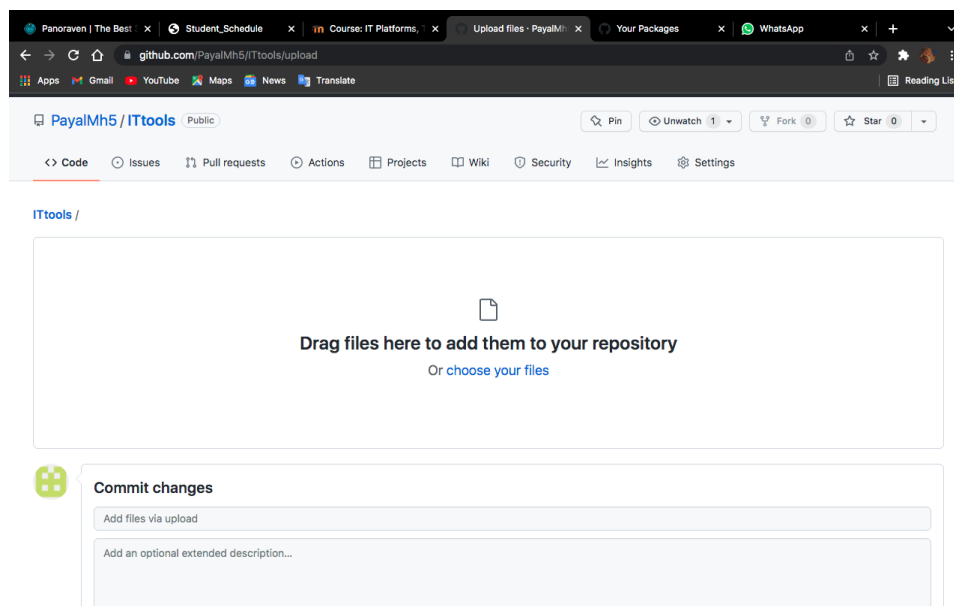 Panoraven | The Best Student_Schedule Course: IT Platforms, Upload files · PayalMh Your Packages WhatsApp
github.com/PayalMh5/ITtools/upload
Apps Gmail YouTube Maps News Translate Reading Lis
PayalMh5 / ITtools Public Pin Unwatch 1 Fork 0 Star 0
<> Code Issues Pull requests Actions Projects Wiki Security Insights Settings
ITtools /
Drag files here to add them to your repository
Or choose your files
Commit changes
Add files via upload
Add an optional extended description...